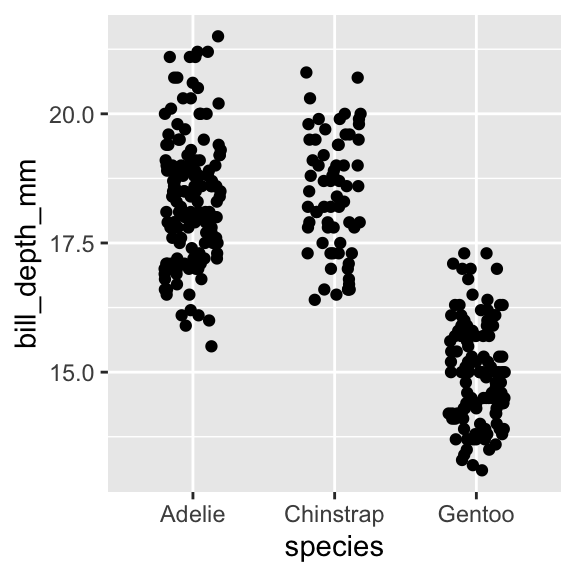 bill_depth_mm
20.0
17.5
15.0
Adelie Chinstrap Gentoo
species